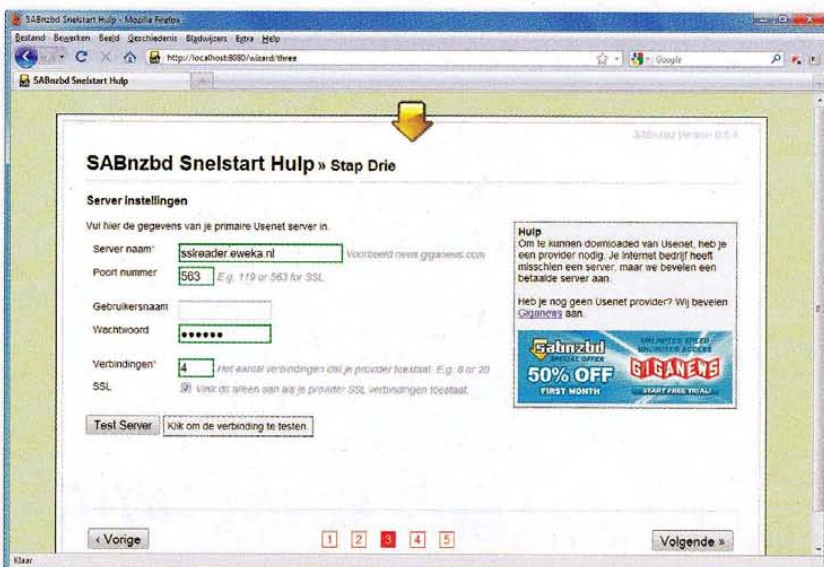 SABnzbd Snelstart Hulp - Mozilla Firefox
Bestand Bewerken Beeld Geschiedenis Bladwijzers Extra Help
http://localhost:8080/wizard/three
Google
SABnzbd Snelstart Hulp
SABnzbd Version 0.5.4
SABnzbd Snelstart Hulp » Stap Drie
Server instellingen
Vul hier de gegevens van je primaire Usenet server in.
Server naam* sslreader.eweka.nl Voorbeeld news.giganews.com
Poort nummer 563 E.g. 119 or 563 for SSL
Gebruikersnaam
Wachtwoord ••••••
Verbindingen* 4 Het aantal verbindingen dat je provider toestaat. E.g. 8 or 20
SSL Vink dit alleen aan als je provider SSL verbindingen toestaat.
Test Server Klik om de verbinding te testen
Hulp
Om te kunnen downloaded van Usenet, heb je
een provider nodig. Je internet bedrijf heeft
misschien een server, maar we bevelen een
betaalde server aan.
Heb je nog geen Usenet provider? Wij bevelen
Giganews aan.
sabnzbd
SPECIAL OFFER
50% OFF
FIRST MONTH
UNLIMITED SPEED
UNLIMITED ACCESS
GIGANEWS
START FREE TRIAL!
‹ Vorige
1 2 3 4 5
Volgende »
Klaar